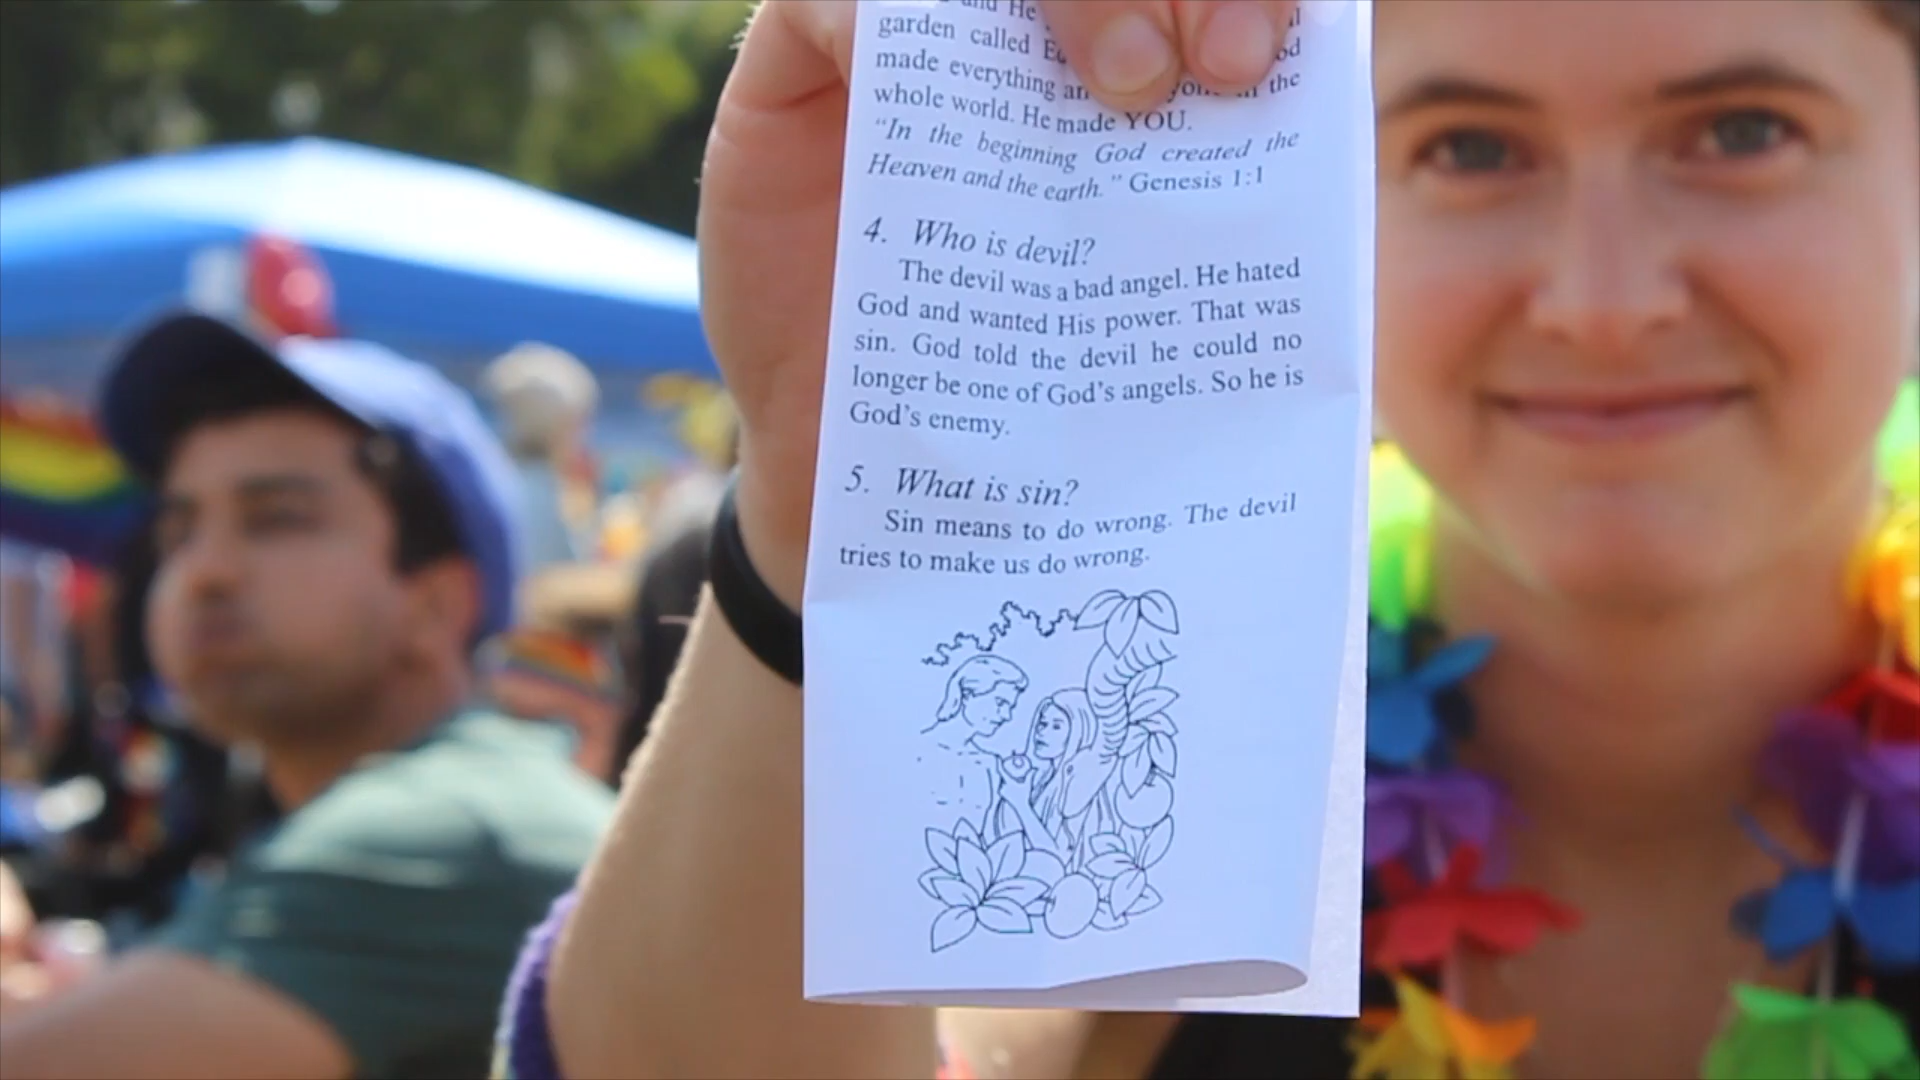 and He
garden called
made everything the
whole world. He made YOU.
“In the beginning God created the
Heaven and the earth.” Genesis 1:1
4. Who is devil?
The devil was a bad angel. He hated
God and wanted His power. That was
sin. God told the devil he could no
longer be one of God’s angels. So he is
God’s enemy.
5. What is sin?
Sin means to do wrong. The devil
tries to make us do wrong.